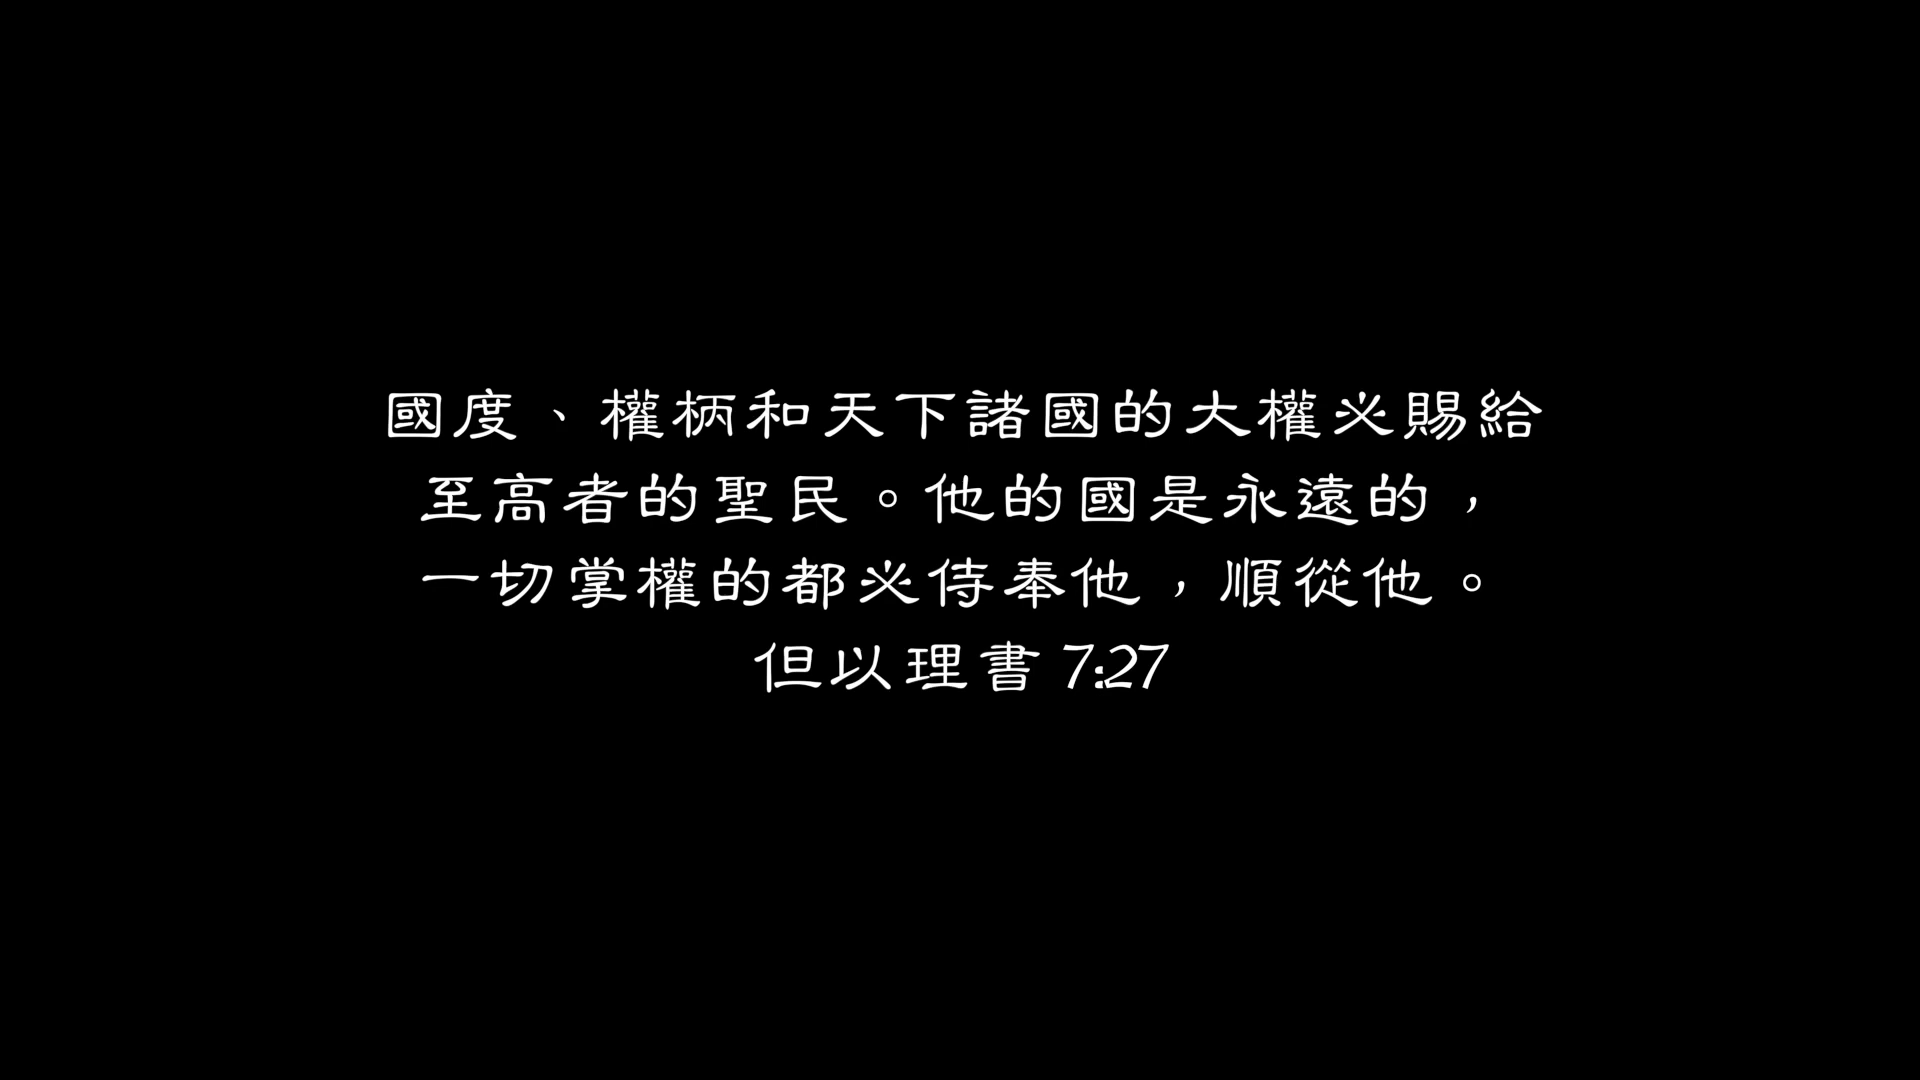 國度、權柄和天下諸國的大權必賜給
至高者的聖民。他的國是永遠的，
一切掌權的都必侍奉他，順從他。
但以理書 7:27